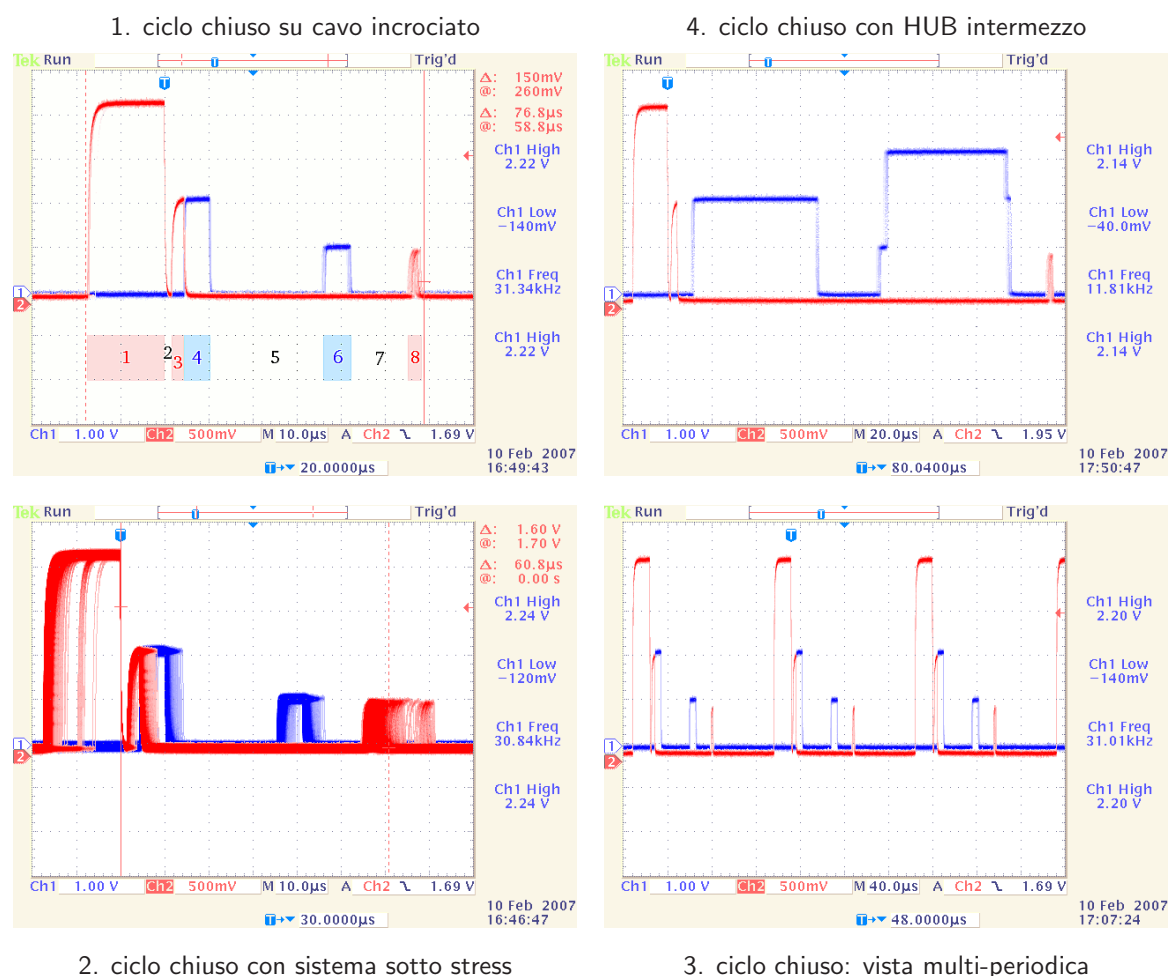 1. ciclo chiuso su cavo incrociato
Tek Run
Trig'd
T
Δ: 150mV
@: 260mV
Δ: 76.8µs
@: 58.8µs
Ch1 High
2.22 V
Ch1 Low
−140mV
Ch1 Freq
31.34kHz
Ch1 High
2.22 V
1
2
1 2 3 4 5 6 7 8
Ch1 1.00 V Ch2 500mV M 10.0µs A Ch2 1.69 V
T 20.0000µs
10 Feb 2007
16:49:43
4. ciclo chiuso con HUB intermezzo
Tek Run
Trig'd
T
Ch1 High
2.14 V
Ch1 Low
−40.0mV
Ch1 Freq
11.81kHz
Ch1 High
2.14 V
1
2
Ch1 1.00 V Ch2 500mV M 20.0µs A Ch2 1.95 V
T 80.0400µs
10 Feb 2007
17:50:47
Tek Run
Trig'd
T
Δ: 1.60 V
@: 1.70 V
Δ: 60.8µs
@: 0.00 s
Ch1 High
2.24 V
Ch1 Low
−120mV
Ch1 Freq
30.84kHz
Ch1 High
2.24 V
1
2
Ch1 1.00 V Ch2 500mV M 10.0µs A Ch2 1.69 V
T 30.0000µs
10 Feb 2007
16:46:47
2. ciclo chiuso con sistema sotto stress
Tek Run
Trig'd
T
Ch1 High
2.20 V
Ch1 Low
−140mV
Ch1 Freq
31.01kHz
Ch1 High
2.20 V
1
2
Ch1 1.00 V Ch2 500mV M 40.0µs A Ch2 1.69 V
T 48.0000µs
10 Feb 2007
17:07:24
3. ciclo chiuso: vista multi-periodica